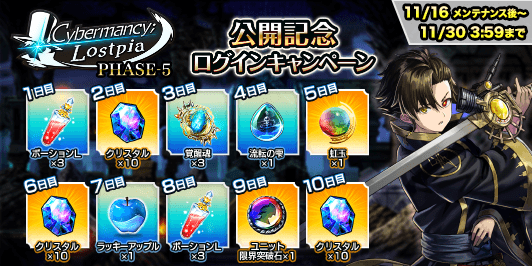 Cybermancy;
Lostpia
PHASE-5
公開記念
ログインキャンペーン
11/16 メンテナンス後～
11/30 3:59まで
1日目
ポーションL
×3
2日目
クリスタル
×10
3日目
覚醒魂
×3
4日目
流転の雫
×1
5日目
虹玉
×1
6日目
クリスタル
×10
7日目
ラッキーアップル
×1
8日目
ポーションL
×3
9日目
ユニット
限界突破石×1
10日目
クリスタル
×10